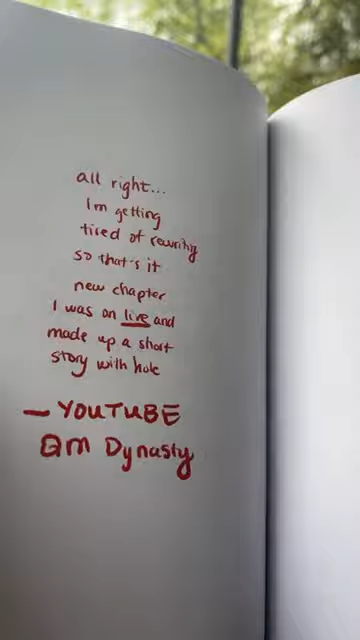 all right...
Im getting
tired of rewriting
so that's it
new chapter
I was on live and
made up a short
story with hole
— YOUTUBE
QM Dynasty